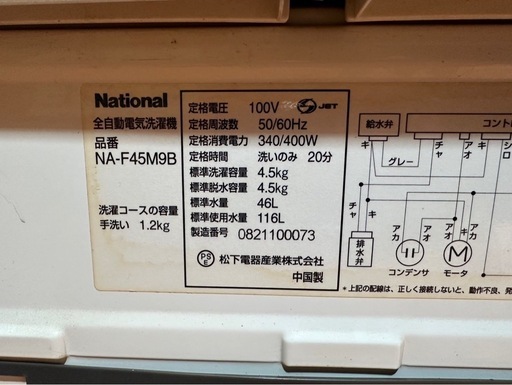 National
全自動電気洗濯機
品番
NA-F45M9B
洗濯コースの容量
手洗い 1.2kg
定格電圧 100V JET
定格周波数 50/60Hz
定格消費電力 340/400W
定格時間 洗いのみ 20分
標準洗濯容量 4.5kg
標準脱水容量 4.5kg
標準水量 46L
標準使用水量 116L
製造番号 0821100073
PSE 松下電器産業株式会社
中国製
給水弁
コント
キ
グレー
チャ
アオ
キ
シロ
チャ
キ
アカ
アオ
アカ
アオ
キ
排水弁
コンデンサ
M
モータ
*上記の配線は、正しく接続しないと、動作不良、発